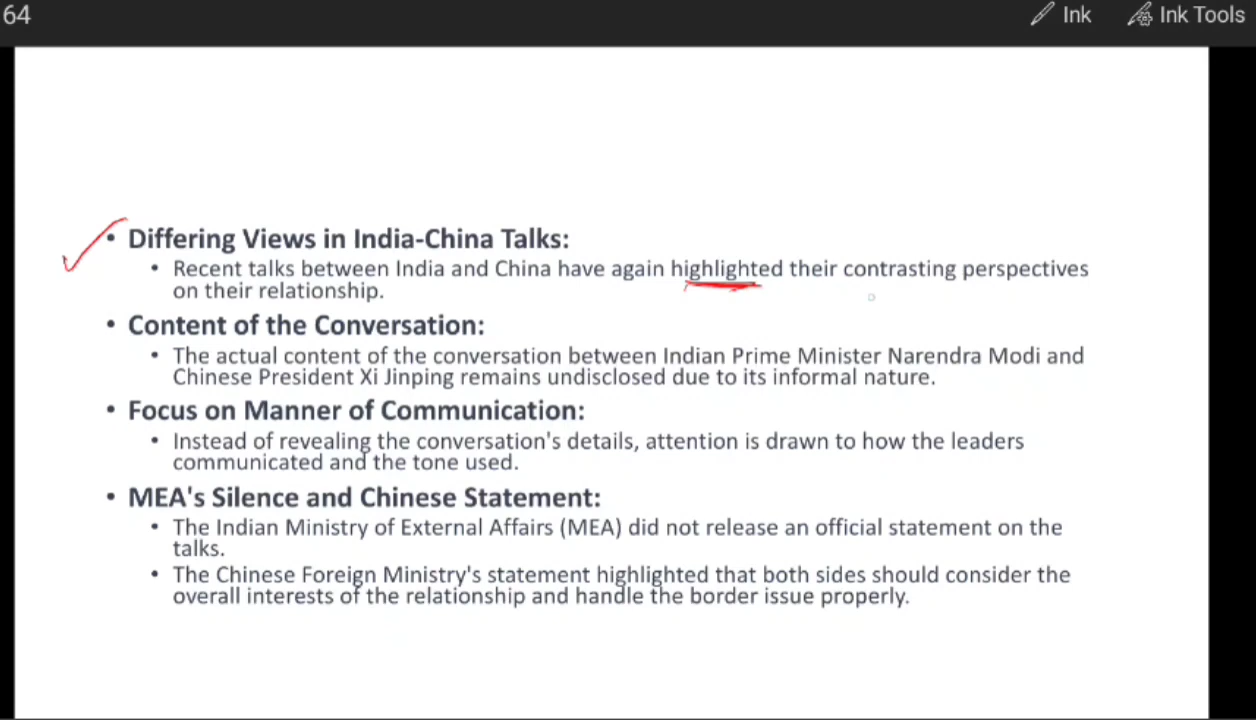 64
Ink
Ink Tools
• Differing Views in India-China Talks:
• Recent talks between India and China have again highlighted their contrasting perspectives
on their relationship.
• Content of the Conversation:
• The actual content of the conversation between Indian Prime Minister Narendra Modi and
Chinese President Xi Jinping remains undisclosed due to its informal nature.
• Focus on Manner of Communication:
• Instead of revealing the conversation's details, attention is drawn to how the leaders
communicated and the tone used.
• MEA's Silence and Chinese Statement:
• The Indian Ministry of External Affairs (MEA) did not release an official statement on the
talks.
• The Chinese Foreign Ministry's statement highlighted that both sides should consider the
overall interests of the relationship and handle the border issue properly.